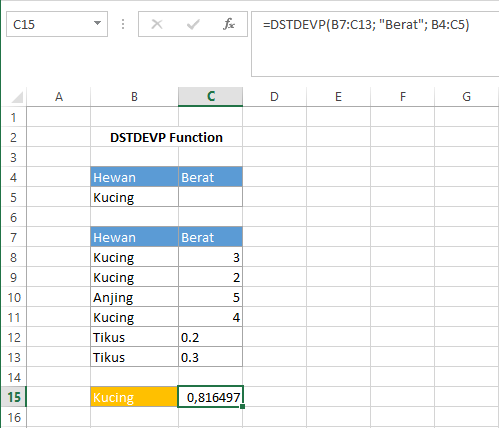 C15 fx =DSTDEVP(B7:C13; "Berat"; B4:C5)
A B C D E F G
1
2 DSTDEVP Function
3
4 Hewan Berat
5 Kucing
6
7 Hewan Berat
8 Kucing 3
9 Kucing 2
10 Anjing 5
11 Kucing 4
12 Tikus 0.2
13 Tikus 0.3
14
15 Kucing 0,816497
16